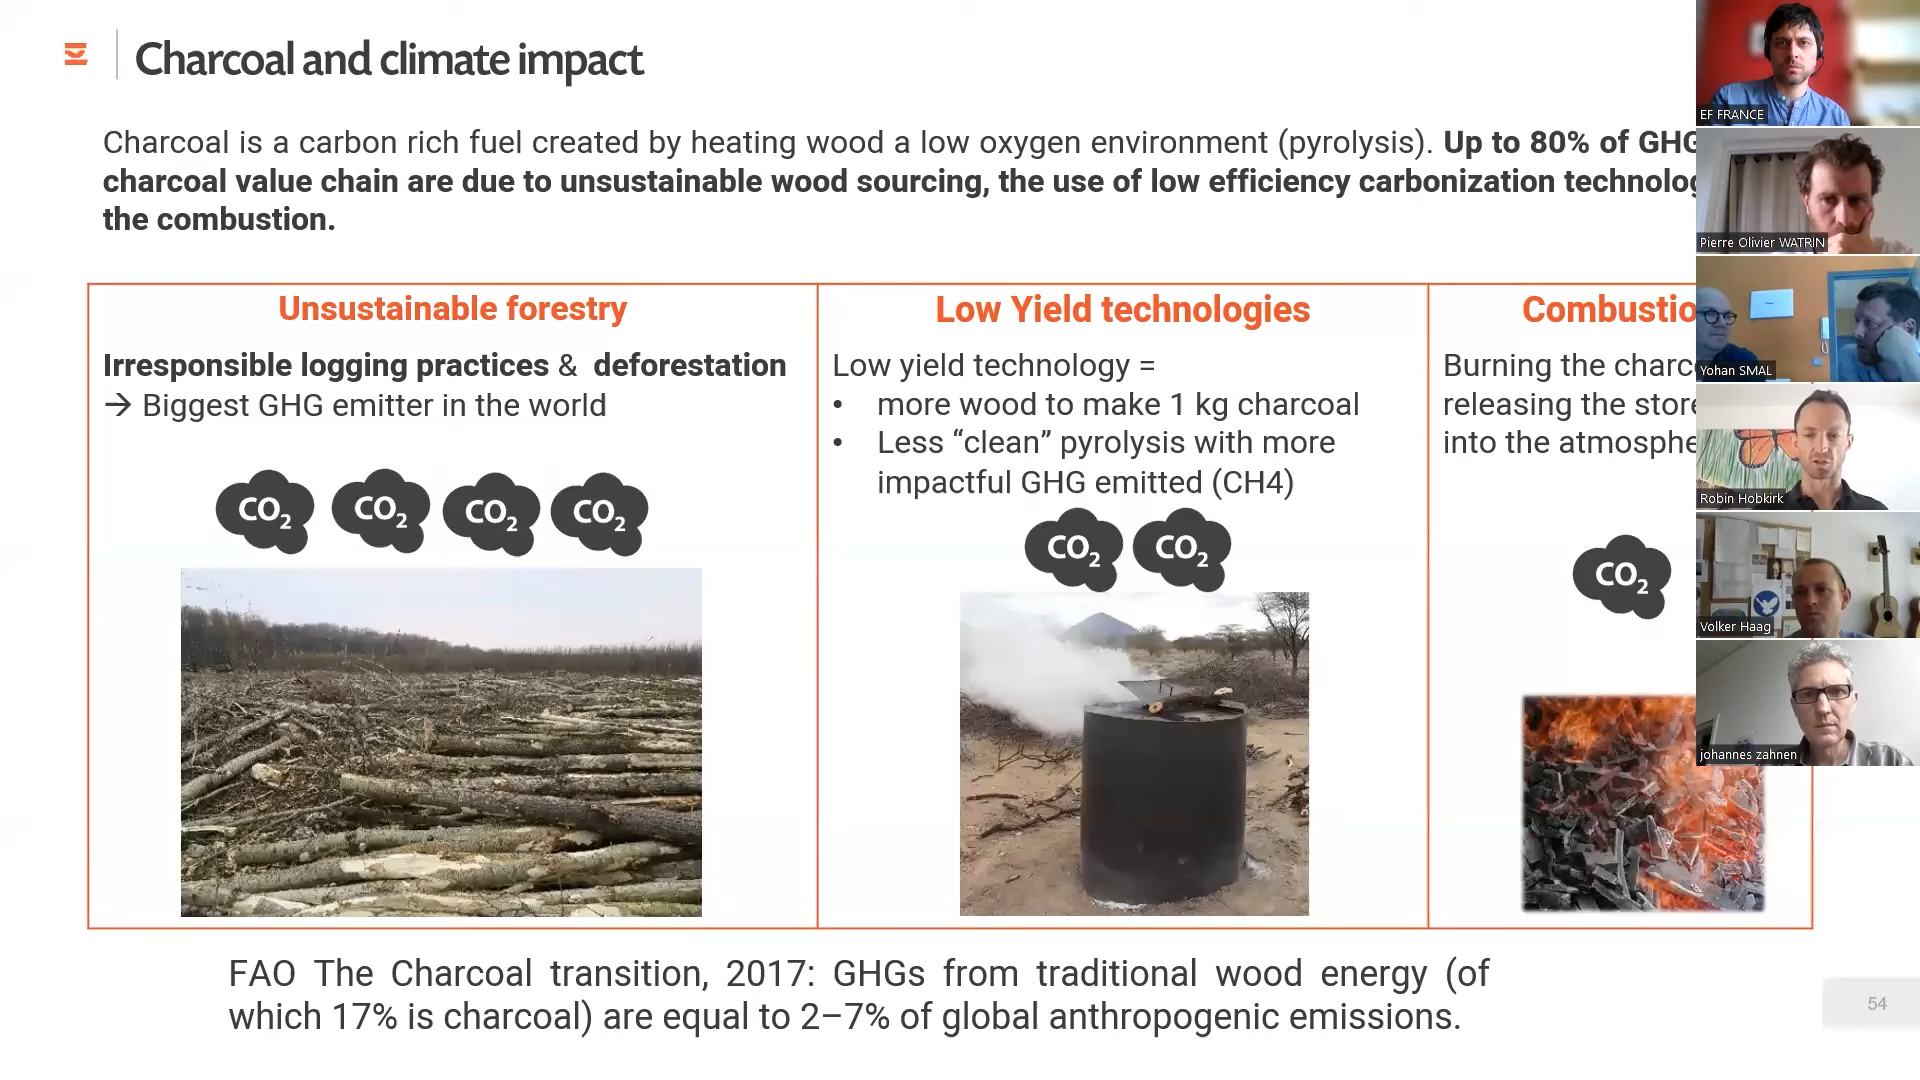 Charcoal and climate impact
Charcoal is a carbon rich fuel created by heating wood a low oxygen environment (pyrolysis). Up to 80% of GHG
charcoal value chain are due to unsustainable wood sourcing, the use of low efficiency carbonization technolog
the combustion.
Unsustainable forestry
Irresponsible logging practices & deforestation
→ Biggest GHG emitter in the world
CO2 CO2 CO2 CO2
Low Yield technologies
Low yield technology =
• more wood to make 1 kg charcoal
• Less “clean” pyrolysis with more
impactful GHG emitted (CH4)
CO2 CO2
Combustio
Burning the charc
releasing the store
into the atmosphe
CO2
FAO The Charcoal transition, 2017: GHGs from traditional wood energy (of
which 17% is charcoal) are equal to 2–7% of global anthropogenic emissions.
54
EF FRANCE
Pierre Olivier WATRIN
Yohan SMAL
Robin Hobkirk
Volker Haag
johannes zahnen